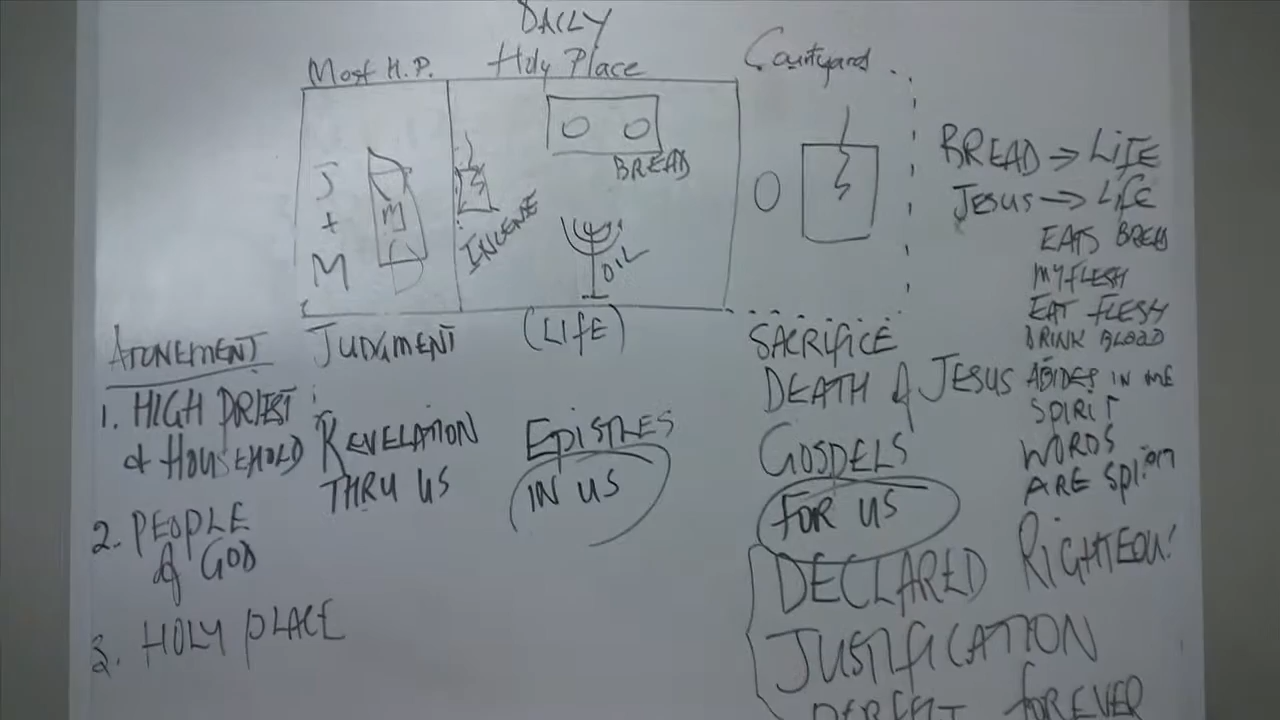 DAILY
Most H.P.
Holy Place
Courtyard
J
+
M
M
INCENSE
BREAD
OIL
BREAD → LIFE
JESUS → LIFE
EATS BREAD
MY FLESH
EAT FLESH
DRINK BLOOD
ABIDES IN ME
SPIRIT
WORDS
ARE SPIRIT
ATONEMENT
1. HIGH PRIEST
& HOUSEHOLD
2. PEOPLE
of GOD
3. HOLY PLACE
JUDGMENT
REVELATION
THRU US
(LIFE)
EPISTLES
IN US
SACRIFICE
DEATH of JESUS
GOSPELS
FOR US
DECLARED RIGHTEOUS
JUSTIFICATION
PERFECT FOREVER